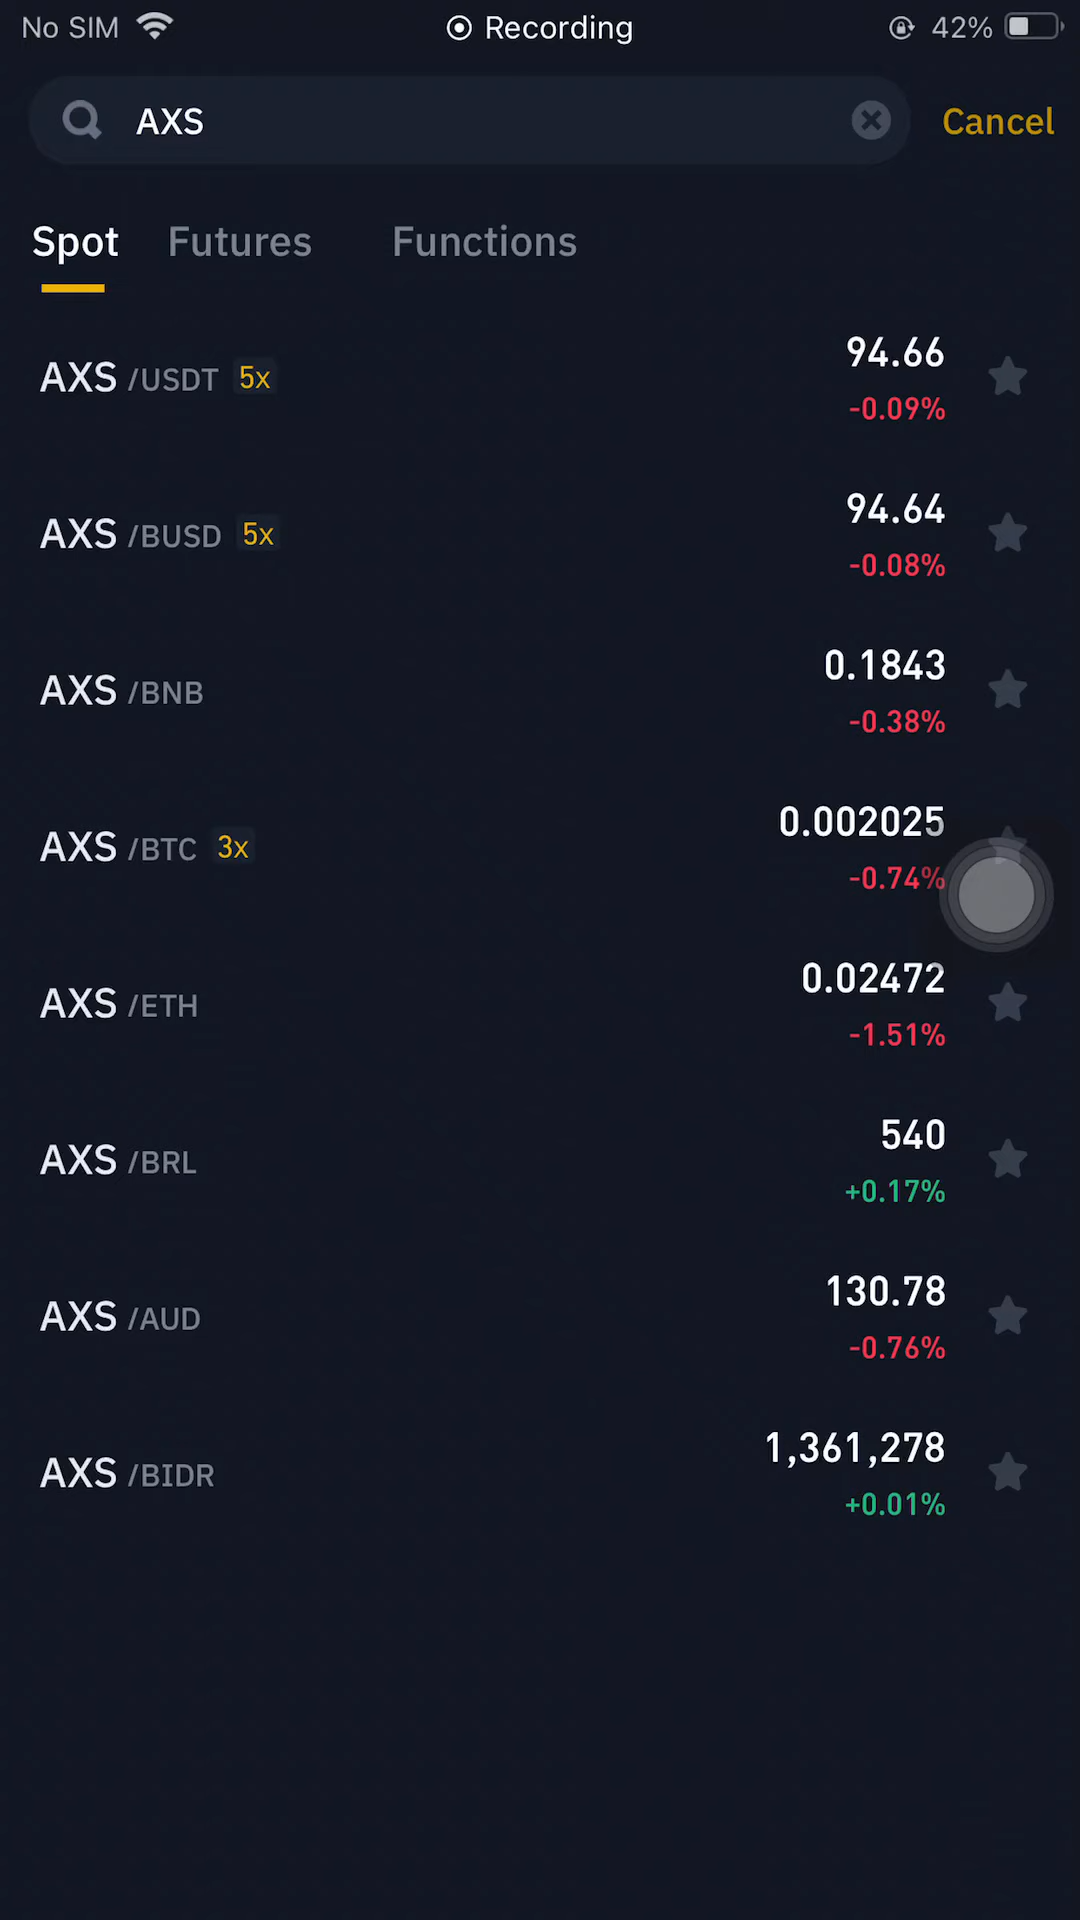 No SIM Recording 42%
AXS Cancel
Spot Futures Functions
AXS /USDT 5x 94.66
-0.09%
AXS /BUSD 5x 94.64
-0.08%
AXS /BNB 0.1843
-0.38%
AXS /BTC 3x 0.002025
-0.74%
AXS /ETH 0.02472
-1.51%
AXS /BRL 540
+0.17%
AXS /AUD 130.78
-0.76%
AXS /BIDR 1,361,278
+0.01%